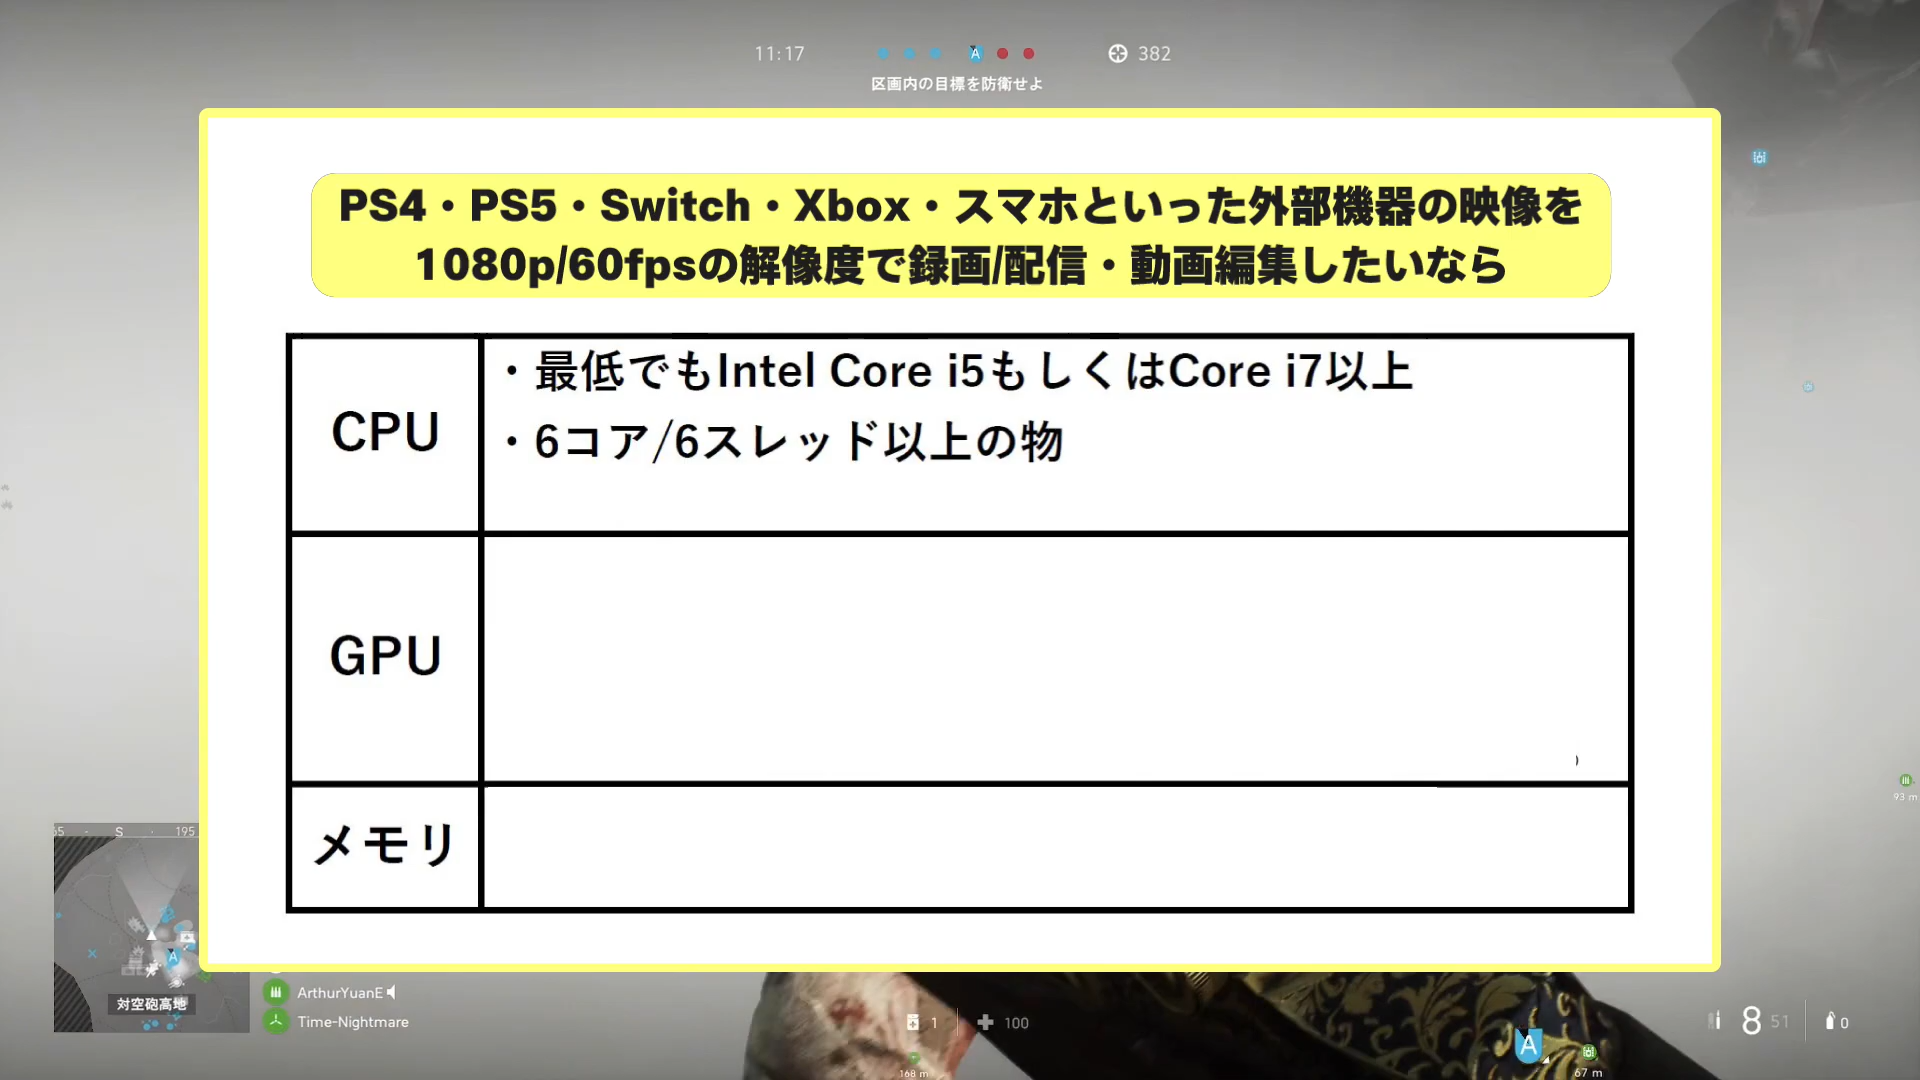 11:17
A
382
区画内の目標を防衛せよ
PS4・PS5・Switch・Xbox・スマホといった外部機器の映像を
1080p/60fpsの解像度で録画/配信・動画編集したいなら
CPU
・最低でもIntel Core i5もしくはCore i7以上
・6コア/6スレッド以上の物
GPU
メモリ
93 m
S
195
A
対空砲高地
ArthurYuanE
Time-Nightmare
1
100
168 m
A
67 m
8
51
0